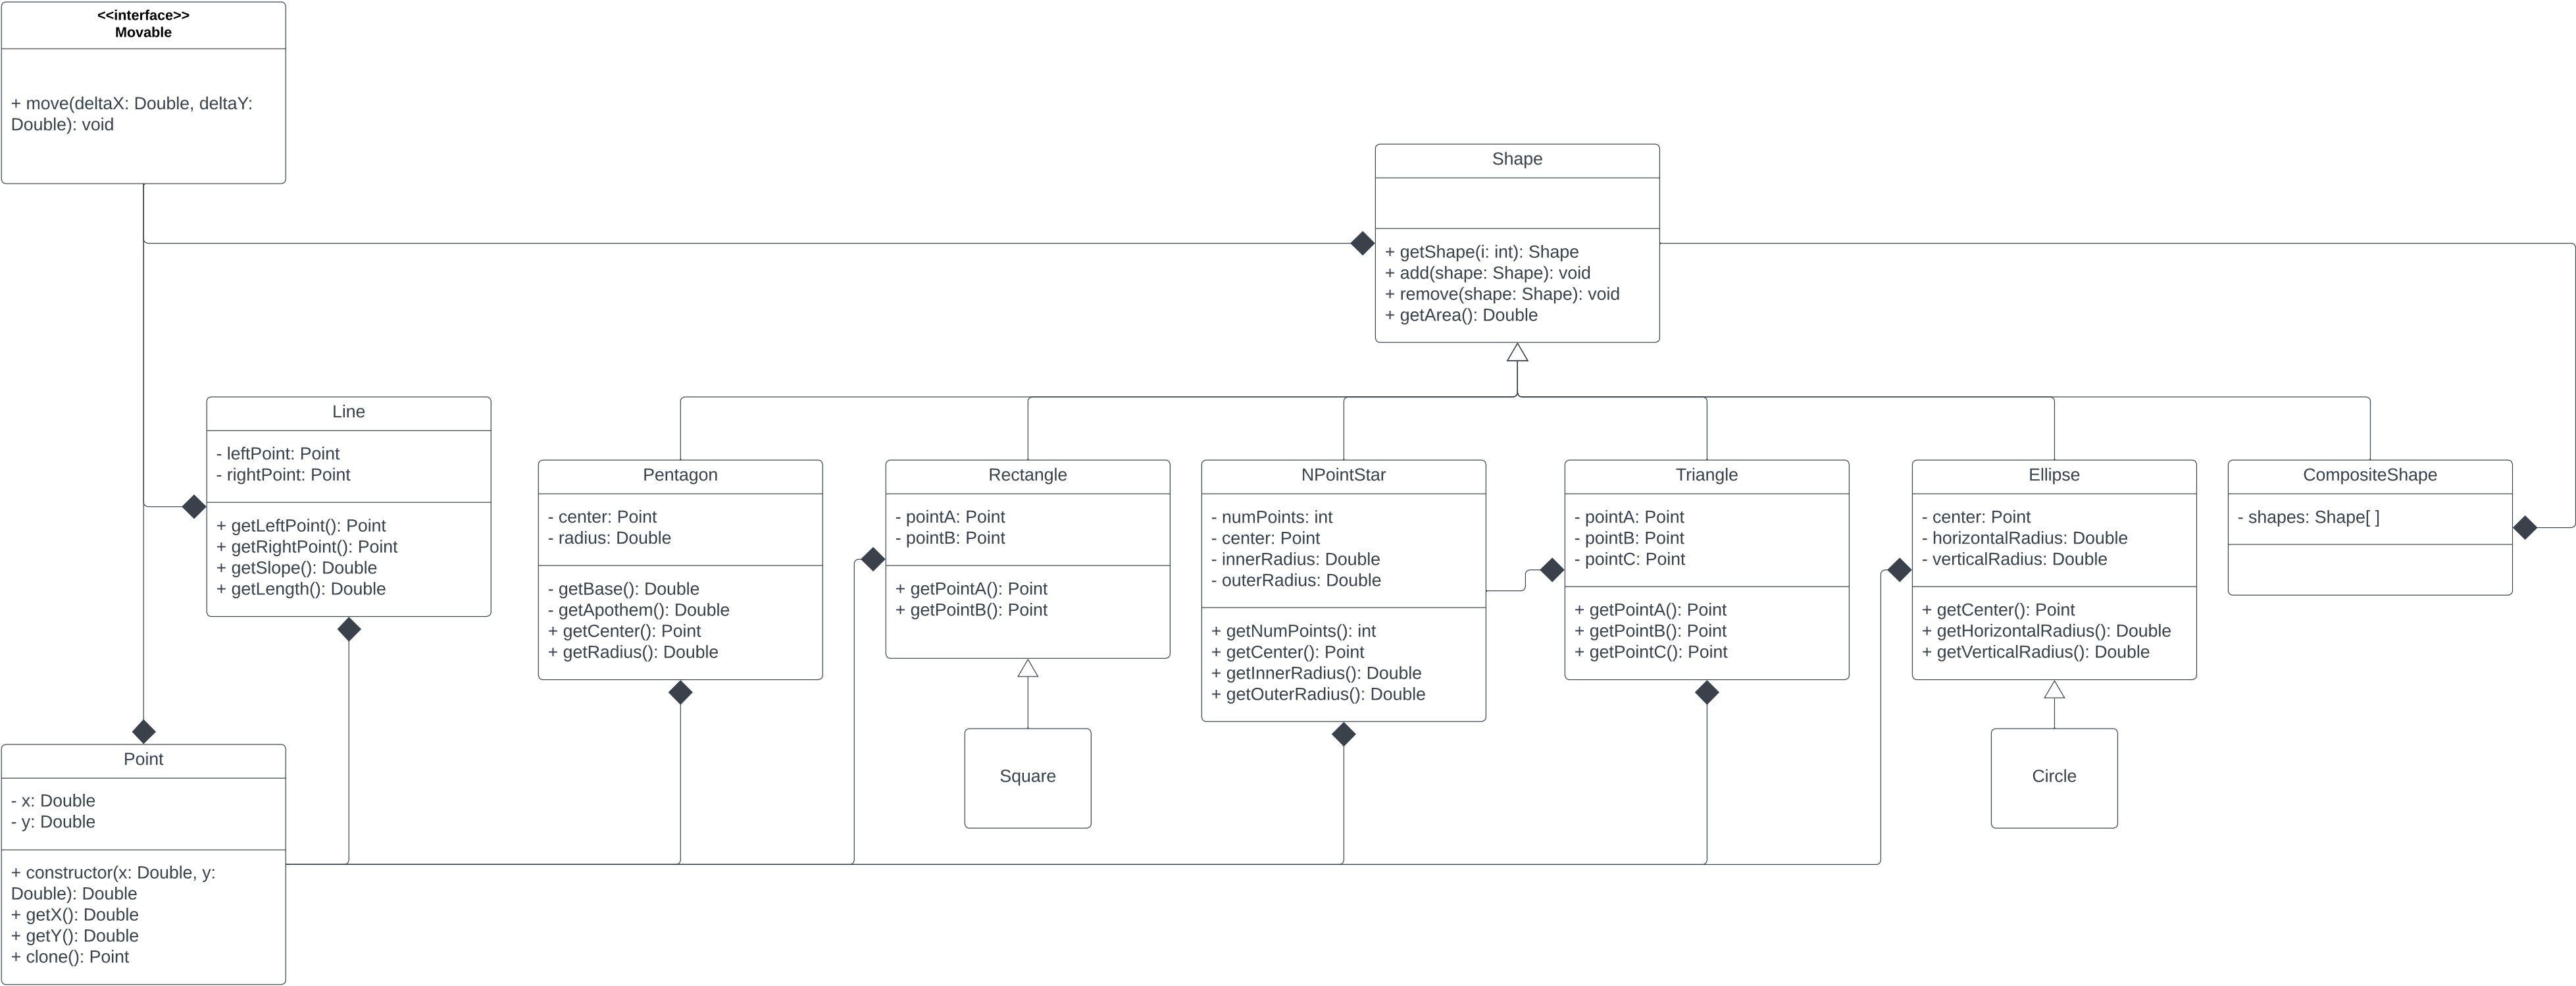 <<interface>>
Movable
+ move(deltaX: Double, deltaY:
Double): void
Shape
+ getShape(i: int): Shape
+ add(shape: Shape): void
+ remove(shape: Shape): void
+ getArea(): Double
Line
- leftPoint: Point
- rightPoint: Point
+ getLeftPoint(): Point
+ getRightPoint(): Point
+ getSlope(): Double
+ getLength(): Double
Pentagon
- center: Point
- radius: Double
- getBase(): Double
- getApothem(): Double
+ getCenter(): Point
+ getRadius(): Double
Rectangle
- pointA: Point
- pointB: Point
+ getPointA(): Point
+ getPointB(): Point
NPointStar
- numPoints: int
- center: Point
- innerRadius: Double
- outerRadius: Double
+ getNumPoints(): int
+ getCenter(): Point
+ getInnerRadius(): Double
+ getOuterRadius(): Double
Triangle
- pointA: Point
- pointB: Point
- pointC: Point
+ getPointA(): Point
+ getPointB(): Point
+ getPointC(): Point
Ellipse
- center: Point
- horizontalRadius: Double
- verticalRadius: Double
+ getCenter(): Point
+ getHorizontalRadius(): Double
+ getVerticalRadius(): Double
CompositeShape
- shapes: Shape[ ]
Square
Circle
Point
- x: Double
- y: Double
+ constructor(x: Double, y:
Double): Double
+ getX(): Double
+ getY(): Double
+ clone(): Point